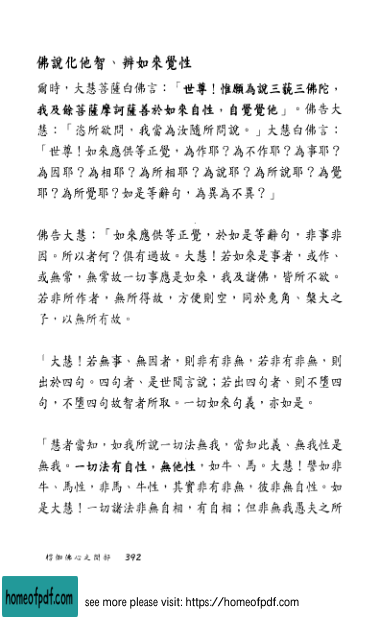 佛說化他智、辨如來覺性
爾時，大慧菩薩白佛言：「世尊！惟願為說三藐三佛陀，
我及餘菩薩摩訶薩善於如來自性，自覺覺他」。佛告大
慧：「恣所欲問，我當為汝隨所問說。」大慧白佛言：
「世尊！如來應供等正覺，為作耶？為不作耶？為事耶？
為因耶？為相耶？為所相耶？為說耶？為所說耶？為覺
耶？為所覺耶？如是等辭句，為異為不異？」
佛告大慧：「如來應供等正覺，於如是等辭句，非事非
因。所以者何？俱有過故。大慧！若如來是事者，或作、
或無常，無常故一切事應是如來，我及諸佛，皆所不欲。
若非所作者，無所得故，方便則空，同於兔角、槃大之
子，以無所有故。
「大慧！若無事、無因者，則非有非無，若非有非無，則
出於四句。四句者、是世間言說；若出四句者、則不墮四
句，不墮四句故智者所取。一切如來句義，亦如是。
「慧者當知，如我所說一切法無我，當知此義、無我性是
無我。一切法有自性，無他性，如牛、馬。大慧！譬如非
牛、馬性，非馬、牛性，其實非有非無，彼非無自性。如
是大慧！一切諸法非無自相，有自相；但非無我愚夫之所
佛心之開部 392
homeofpdf.com
see more please visit: https://homeofpdf.com